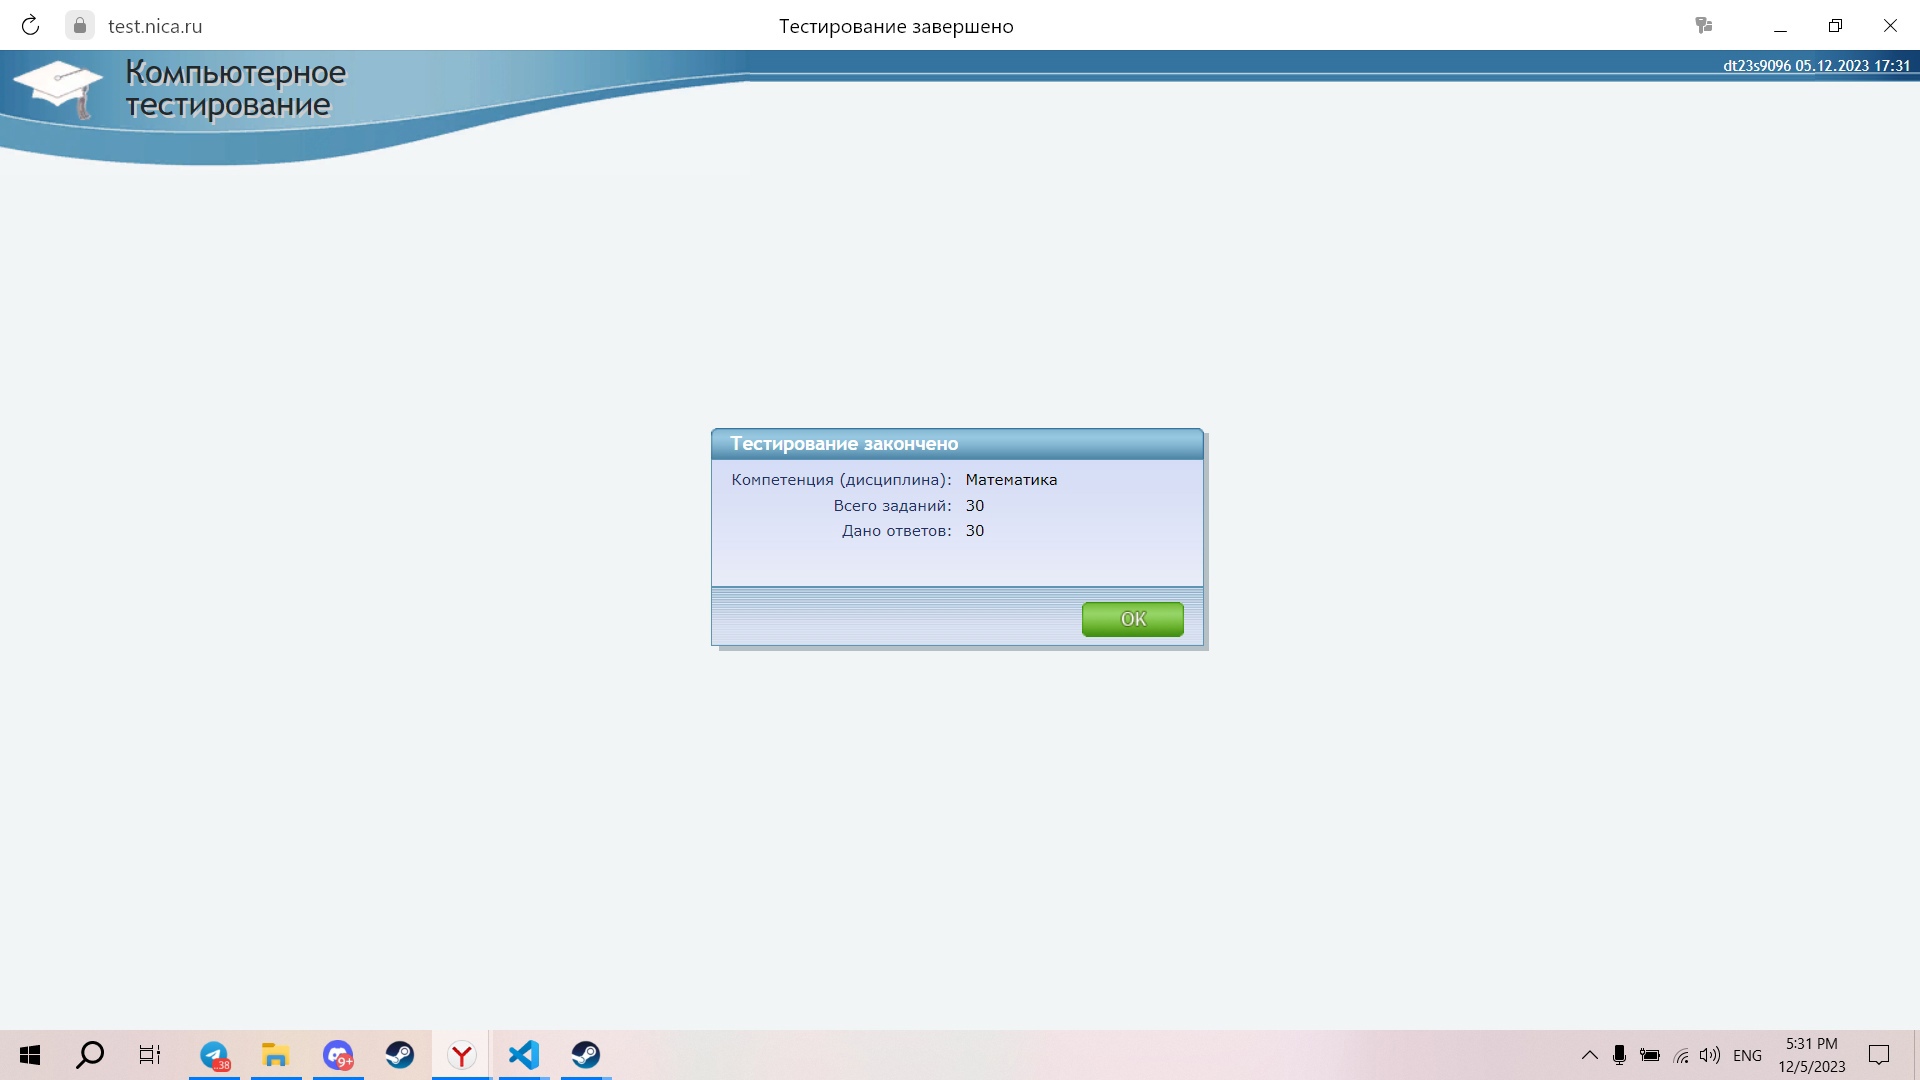 test.nica.ru
Тестирование завершено
Компьютерное
тестирование
dt23s9096 05.12.2023 17:31
Тестирование закончено
Компетенция (дисциплина): Математика
Всего заданий: 30
Дано ответов: 30
OK
..38
9+
ENG
5:31 PM
12/5/2023